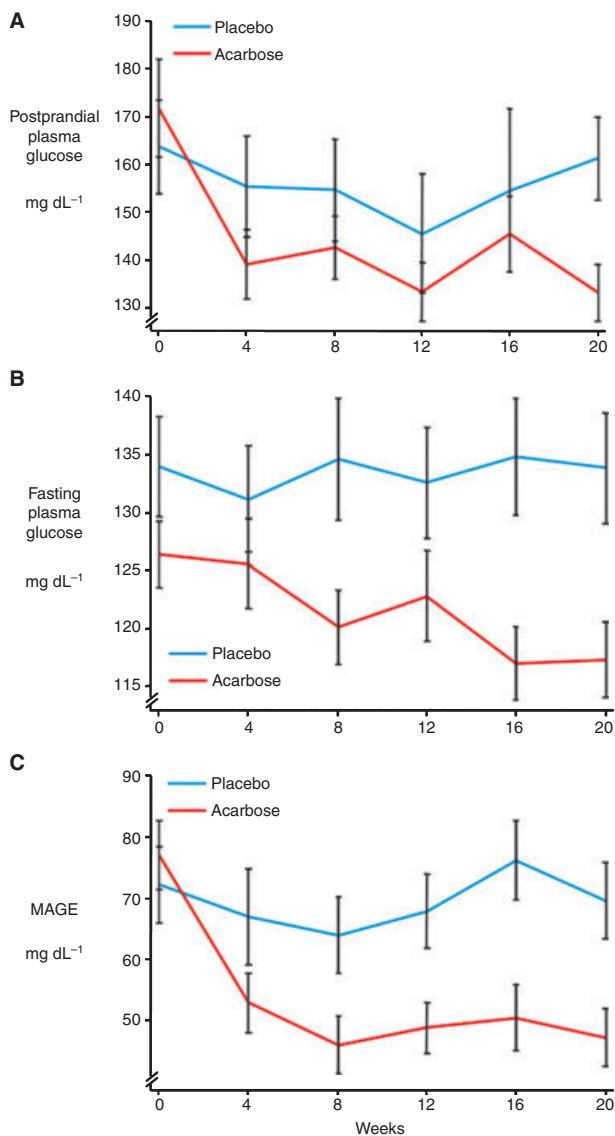 A
190
Placebo
Acarbose
180
170
Postprandial
plasma
glucose
mg dL⁻¹
160
150
140
130
0 4 8 12 16 20
B
140
135
Fasting
plasma
glucose
mg dL⁻¹
130
125
120
115
Placebo
Acarbose
0 4 8 12 16 20
C
90
Placebo
Acarbose
80
70
MAGE
mg dL⁻¹
60
50
0 4 8 12 16 20
Weeks